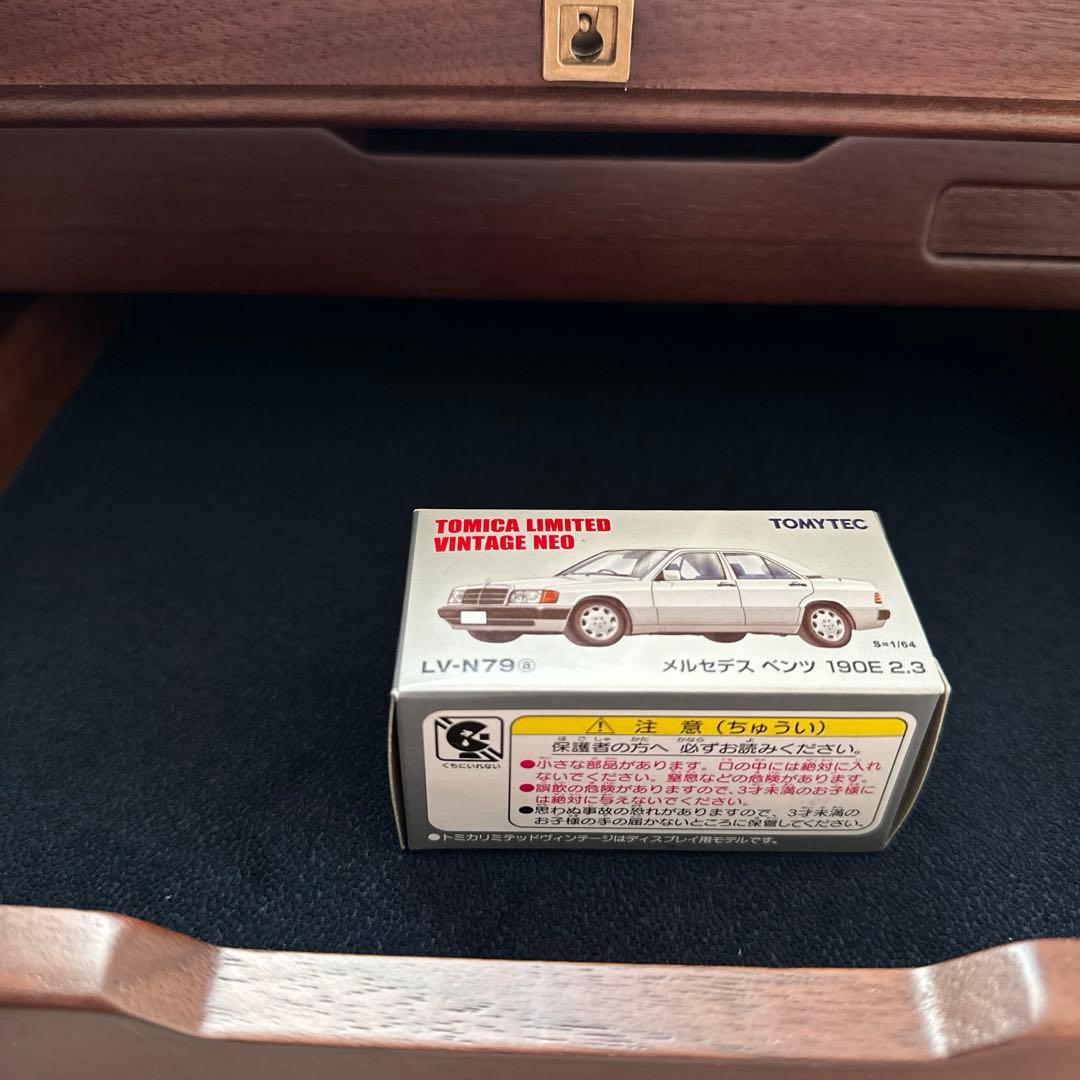 TOMICA LIMITED
VINTAGE NEO
TOMYTEC
S=1/64
LV-N79ⓐ
メルセデス ベンツ 190E 2.3
くちにいれない
注 意(ちゅうい)
保護者の方へ 必ずお読みください。
●小さな部品があります。口の中には絶対に入れ
ないでください。窒息などの危険があります。
●誤飲の危険がありますので、3才未満のお子様に
は絶対に与えないでください。
●思わぬ事故の恐れがありますので、3才未満の
お子様の手の届かないところに保管してください。
●トミカリミテッドヴィンテージはディスプレイ用モデルです。